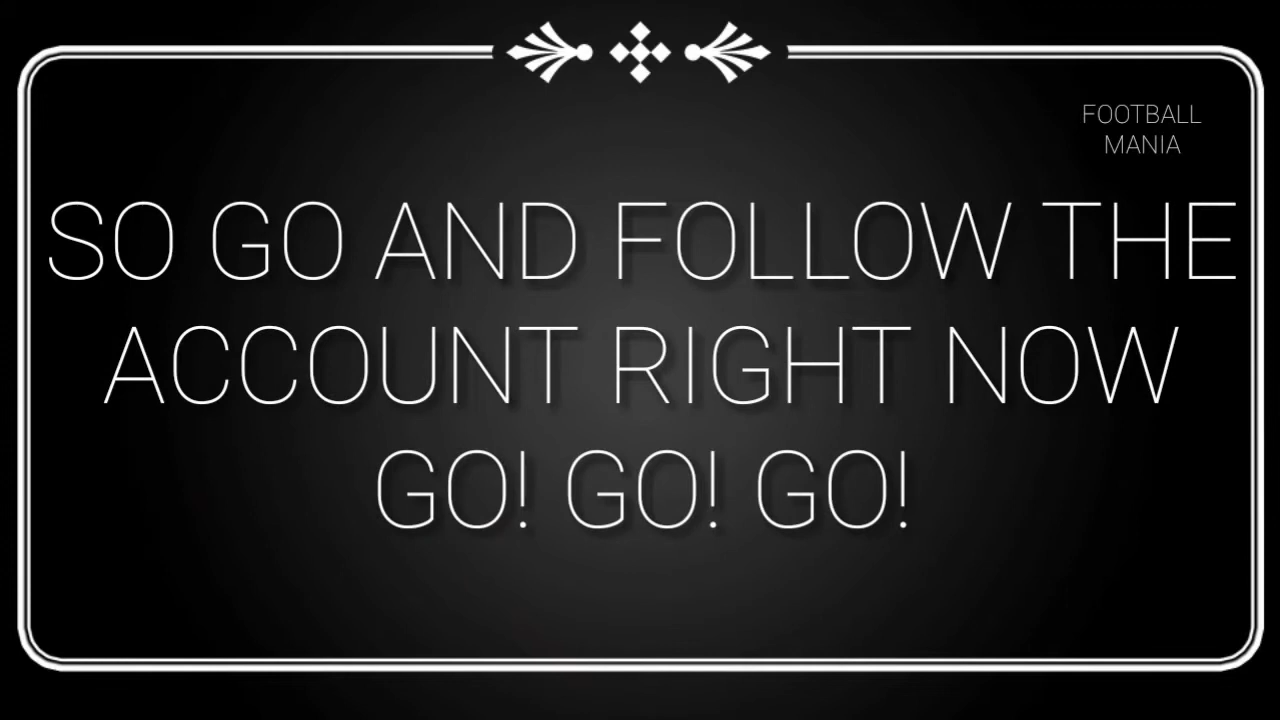 FOOTBALL
MANIA
SO GO AND FOLLOW THE
ACCOUNT RIGHT NOW
GO! GO! GO!